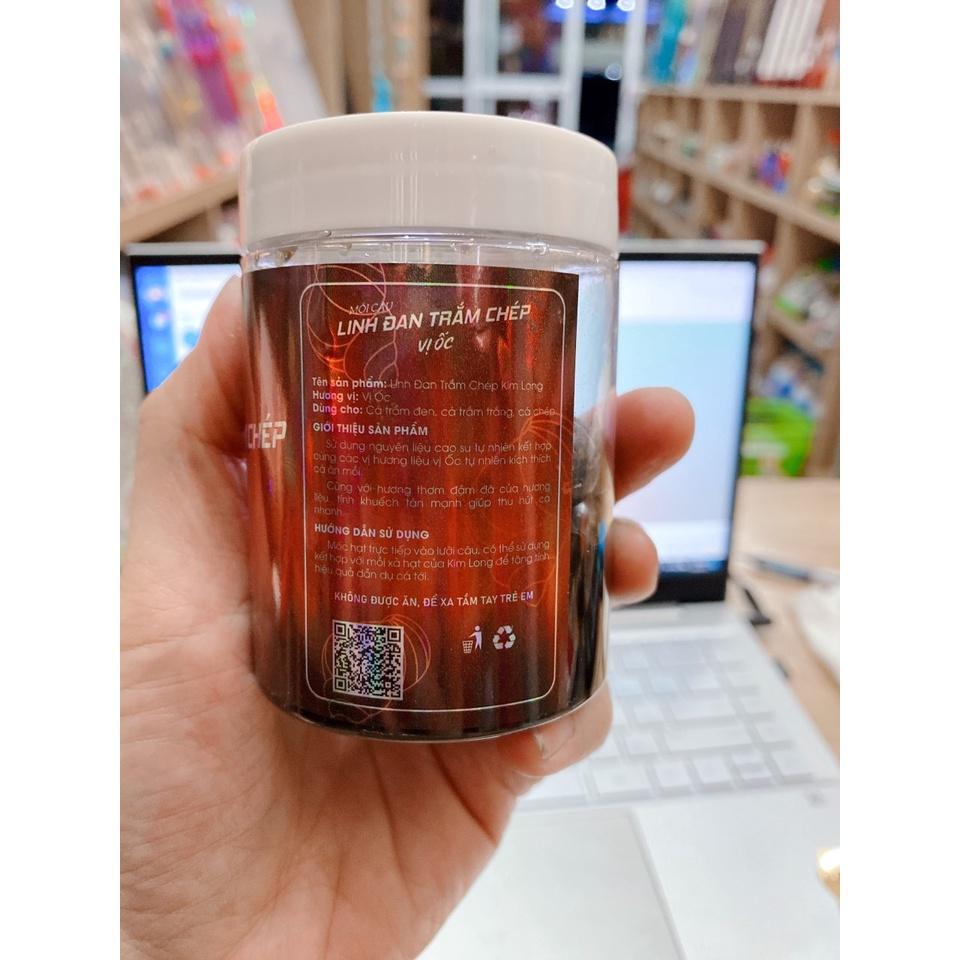 MỒI CÂU
LINH ĐAN TRẮM CHÉP
VỊ ỐC
CHÉP
Tên sản phẩm: Linh Đan Trắm Chép Kim Long
Hương vị: Vị Ốc
Dùng cho: Cá trắm đen, cá trắm trắng, cá chép
GIỚI THIỆU SẢN PHẨM
Sử dụng nguyên liệu cao su tự nhiên kết hợp
cùng các vị hương liệu vị Ốc tự nhiên kích thích
cá ăn mồi.
Cùng với hương thơm đậm đà của hương
liệu, tính khuếch tán mạnh giúp thu hút cá
nhanh...
HƯỚNG DẪN SỬ DỤNG
Móc hạt trực tiếp vào lưỡi câu, có thể sử dụng
kết hợp với mồi xả hạt của Kim Long để tăng tính
hiệu quả dẫn dụ cá tới.
KHÔNG ĐƯỢC ĂN, ĐỂ XA TẦM TAY TRẺ EM